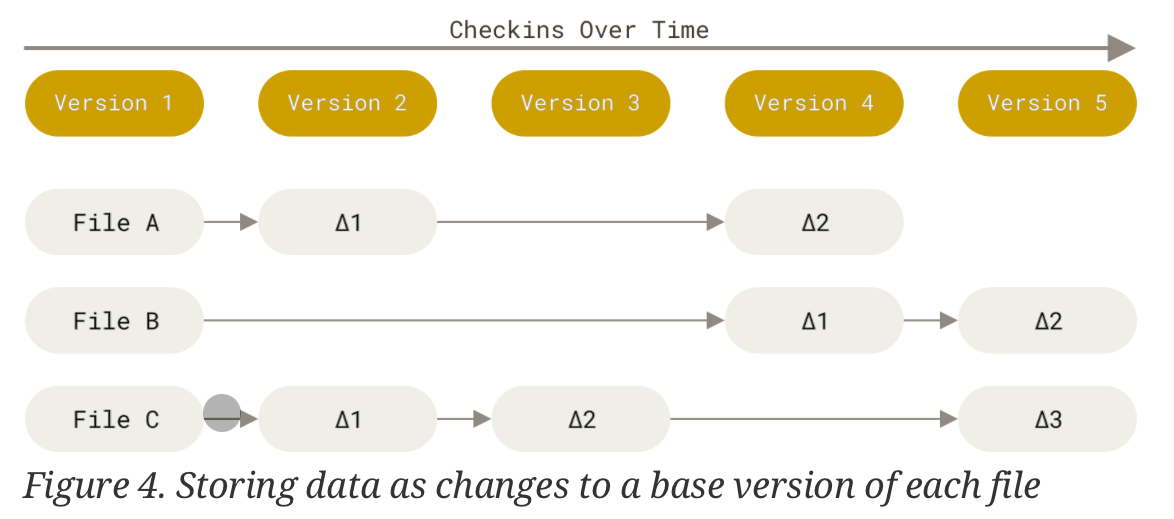 Checkins Over Time
Version 1 Version 2 Version 3 Version 4 Version 5
File A Δ1 Δ2
File B Δ1 Δ2
File C Δ1 Δ2 Δ3
Figure 4. Storing data as changes to a base version of each file